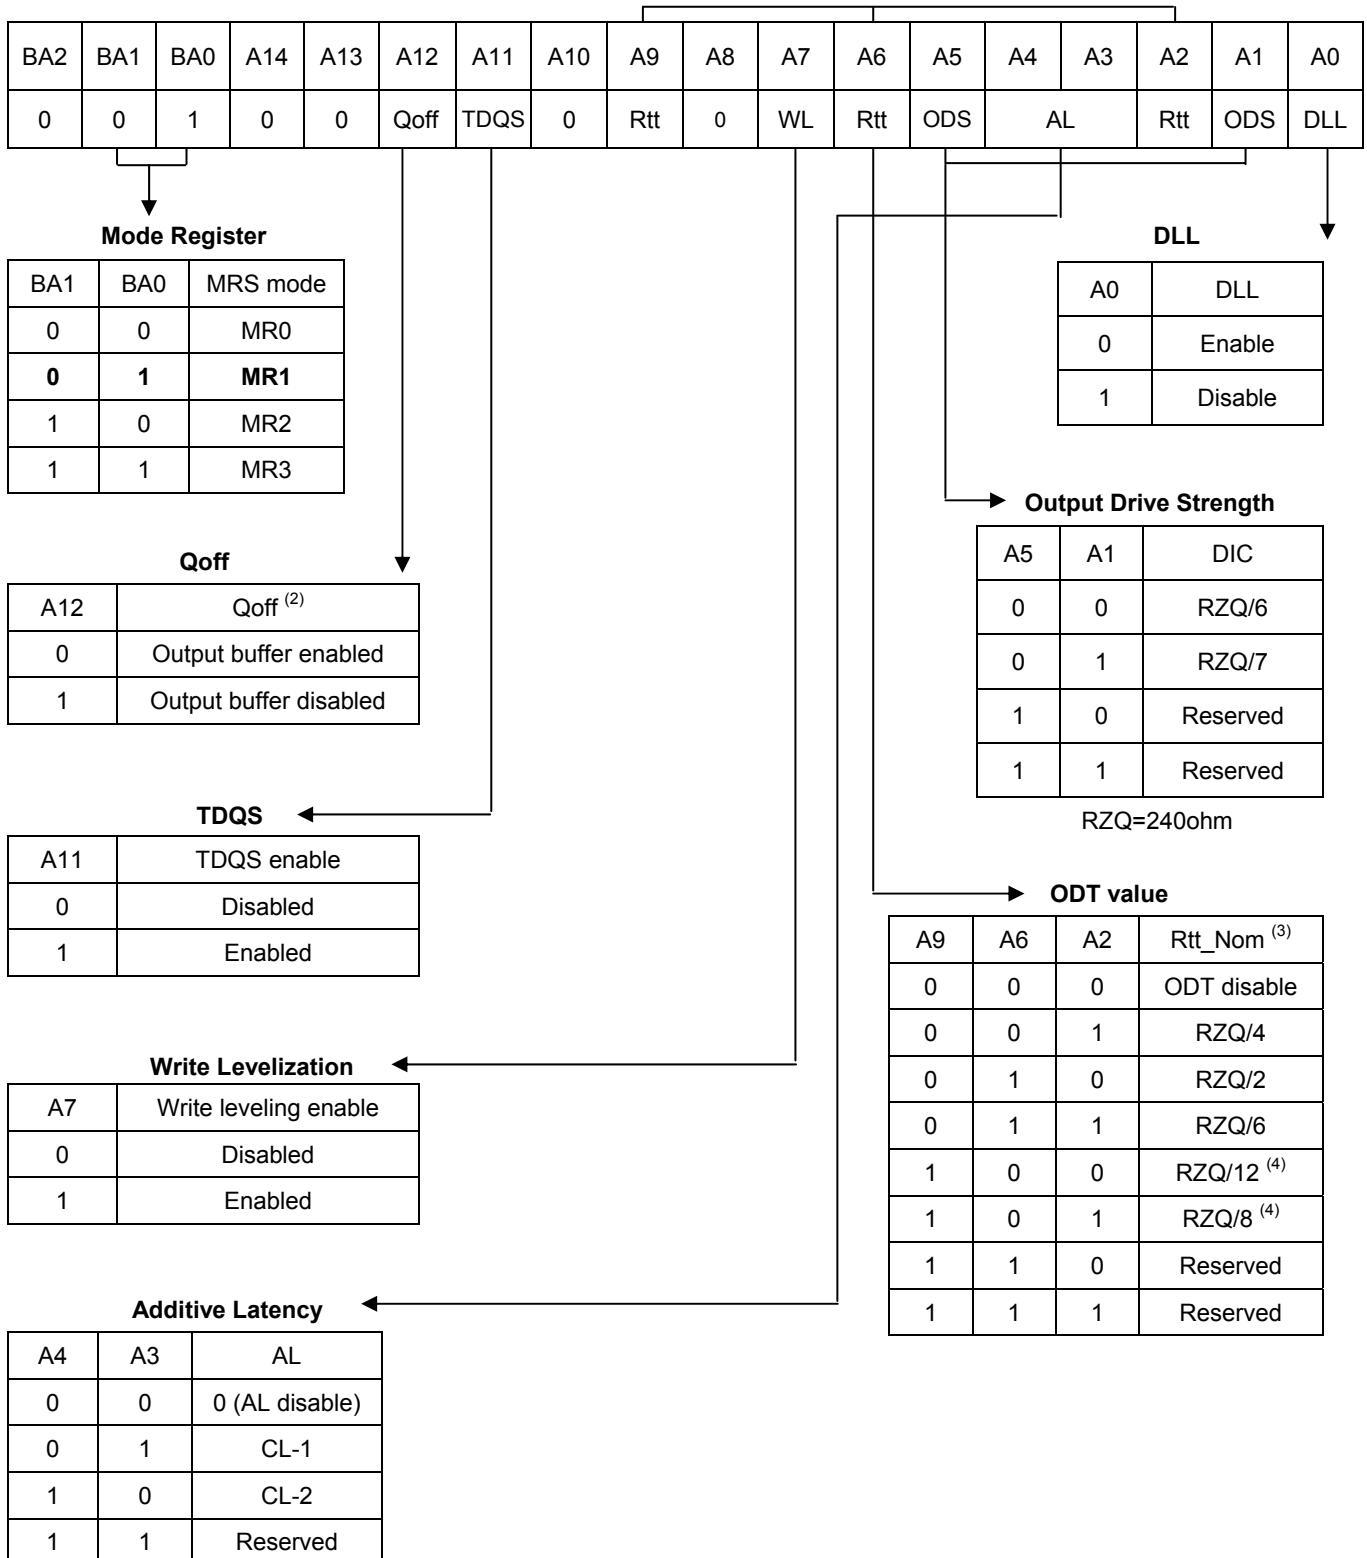 BA2 BA1 BA0 A14 A13 A12 A11 A10 A9 A8 A7 A6 A5 A4 A3 A2 A1 A0
0 0 1 0 0 Qoff TDQS 0 Rtt 0 WL Rtt ODS AL Rtt ODS DLL
Mode Register
BA1 BA0 MRS mode
0 0 MR0
0 1 MR1
1 0 MR2
1 1 MR3
DLL
A0 DLL
0 Enable
1 Disable
Output Drive Strength
A5 A1 DIC
0 0 RZQ/6
0 1 RZQ/7
1 0 Reserved
1 1 Reserved
RZQ=240ohm
Qoff
A12 Qoff (2)
0 Output buffer enabled
1 Output buffer disabled
TDQS
A11 TDQS enable
0 Disabled
1 Enabled
ODT value
A9 A6 A2 Rtt_Nom (3)
0 0 0 ODT disable
0 0 1 RZQ/4
0 1 0 RZQ/2
0 1 1 RZQ/6
1 0 0 RZQ/12 (4)
1 0 1 RZQ/8 (4)
1 1 0 Reserved
1 1 1 Reserved
Write Levelization
A7 Write leveling enable
0 Disabled
1 Enabled
Additive Latency
A4 A3 AL
0 0 0 (AL disable)
0 1 CL-1
1 0 CL-2
1 1 Reserved